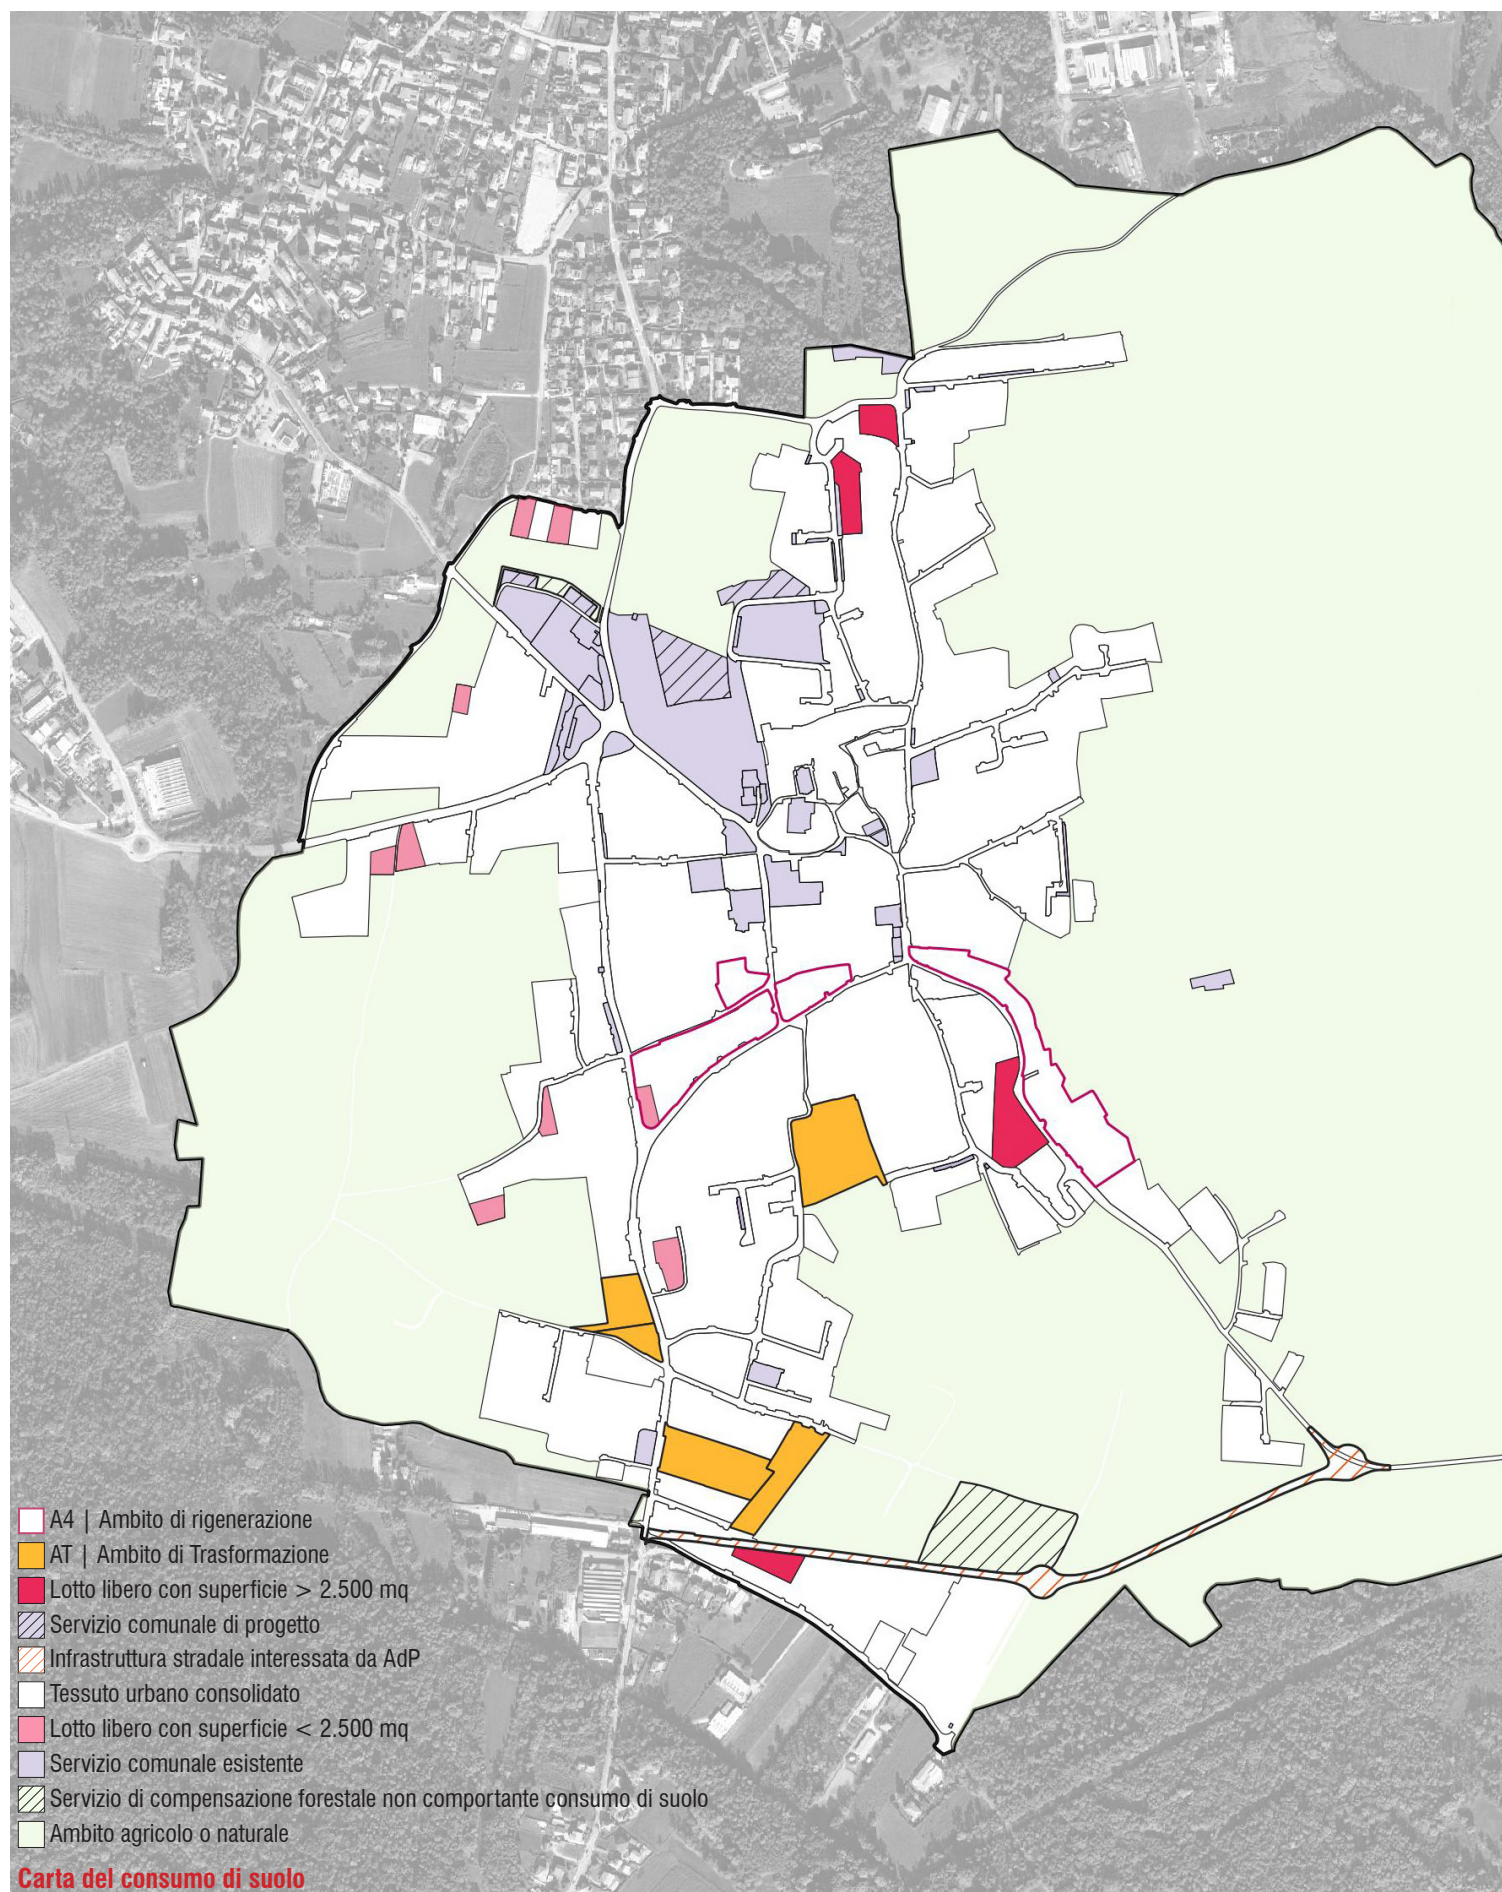 A4 | Ambito di rigenerazione
AT | Ambito di Trasformazione
Lotto libero con superficie > 2.500 mq
Servizio comunale di progetto
Infrastruttura stradale interessata da AdP
Tessuto urbano consolidato
Lotto libero con superficie < 2.500 mq
Servizio comunale esistente
Servizio di compensazione forestale non comportante consumo di suolo
Ambito agricolo o naturale
Carta del consumo di suolo